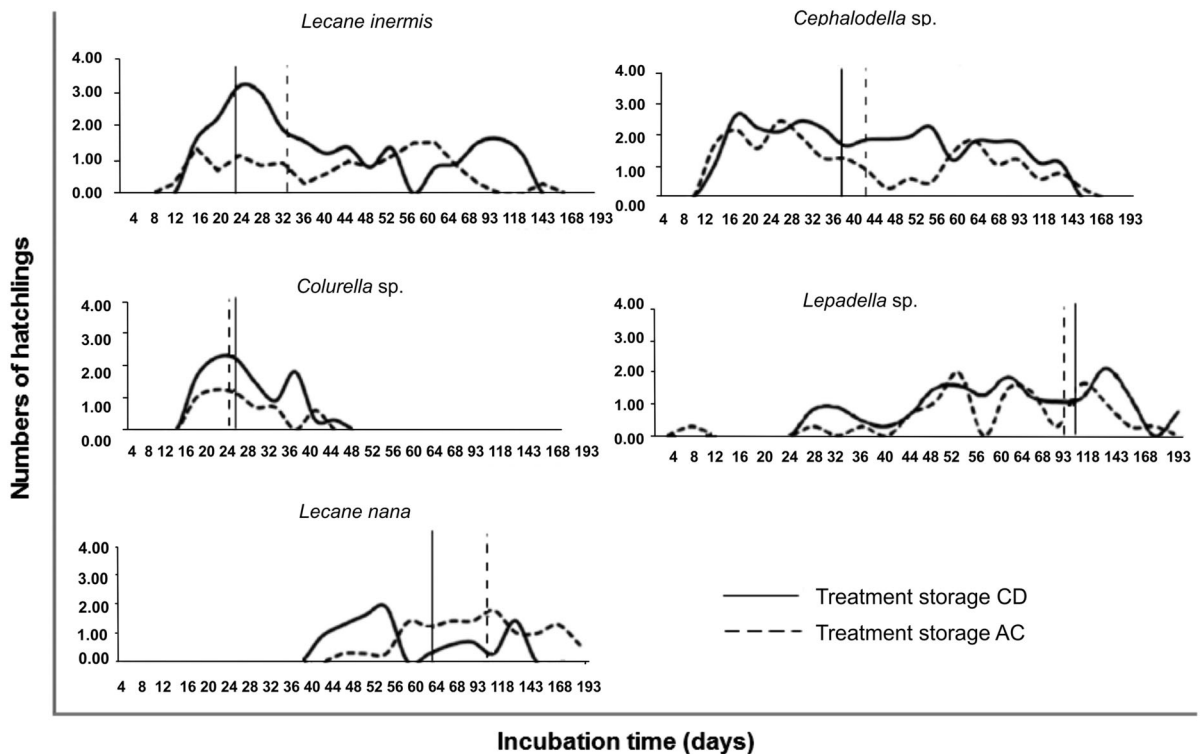 Lecane inermis
4.00
3.00
2.00
1.00
0.00
4 8 12 16 20 24 28 32 36 40 44 48 52 56 60 64 68 93 118 143 168 193
Cephalodella sp.
4.00
3.00
2.00
1.00
0.00
4 8 12 16 20 24 28 32 36 40 44 48 52 56 60 64 68 93 118 143 168 193
Colurella sp.
4.00
3.00
2.00
1.00
0.00
4 8 12 16 20 24 28 32 36 40 44 48 52 56 60 64 68 93 118 143 168 193
Lepadella sp.
4.00
3.00
2.00
1.00
0.00
4 8 12 16 20 24 28 32 36 40 44 48 52 56 60 64 68 93 118 143 168 193
Lecane nana
4.00
3.00
2.00
1.00
0.00
4 8 12 16 20 24 28 32 36 40 44 48 52 56 60 64 68 93 118 143 168 193
Treatment storage CD
Treatment storage AC
Numbers of hatchlings
Incubation time (days)